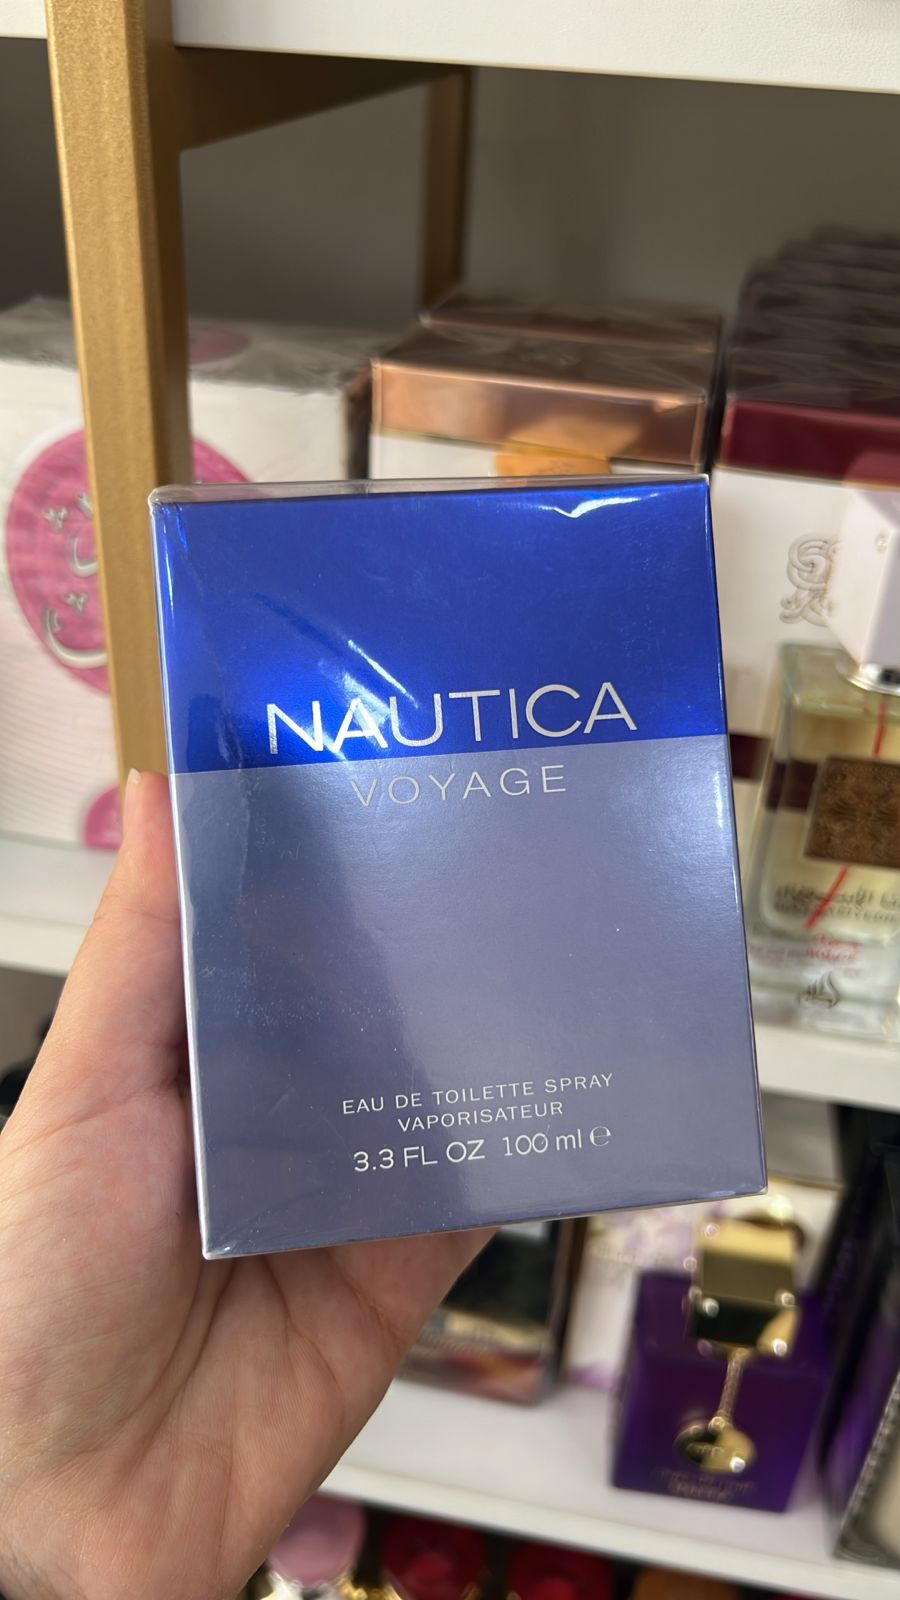 NAUTICA
VOYAGE
EAU DE TOILETTE SPRAY
VAPORISATEUR
3.3 FL OZ 100 ml ℮